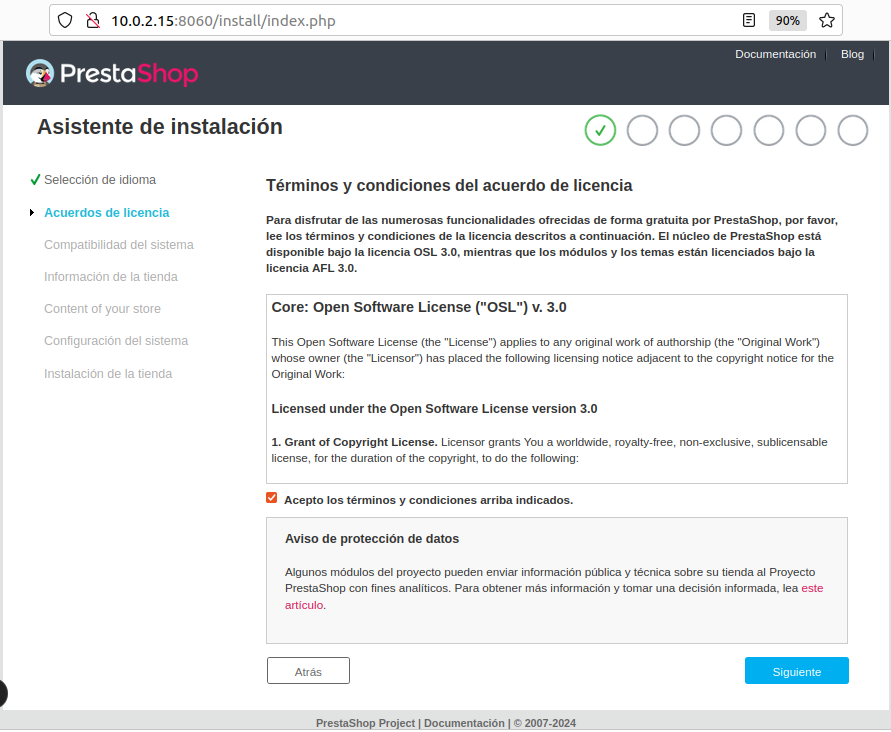 10.0.2.15:8060/install/index.php
90%
Documentación
Blog
PrestaShop
Asistente de instalación
Selección de idioma
Acuerdos de licencia
Compatibilidad del sistema
Información de la tienda
Content of your store
Configuración del sistema
Instalación de la tienda
Términos y condiciones del acuerdo de licencia
Para disfrutar de las numerosas funcionalidades ofrecidas de forma gratuita por PrestaShop, por favor,
lee los términos y condiciones de la licencia descritos a continuación. El núcleo de PrestaShop está
disponible bajo la licencia OSL 3.0, mientras que los módulos y los temas están licenciados bajo la
licencia AFL 3.0.
Core: Open Software License ("OSL") v. 3.0
This Open Software License (the "License") applies to any original work of authorship (the "Original Work")
whose owner (the "Licensor") has placed the following licensing notice adjacent to the copyright notice for the
Original Work:
Licensed under the Open Software License version 3.0
1. Grant of Copyright License. Licensor grants You a worldwide, royalty-free, non-exclusive, sublicensable
license, for the duration of the copyright, to do the following:
Acepto los términos y condiciones arriba indicados.
Aviso de protección de datos
Algunos módulos del proyecto pueden enviar información pública y técnica sobre su tienda al Proyecto
PrestaShop con fines analíticos. Para obtener más información y tomar una decisión informada, lea este
artículo.
Atrás
Siguiente
PrestaShop Project | Documentación | © 2007-2024